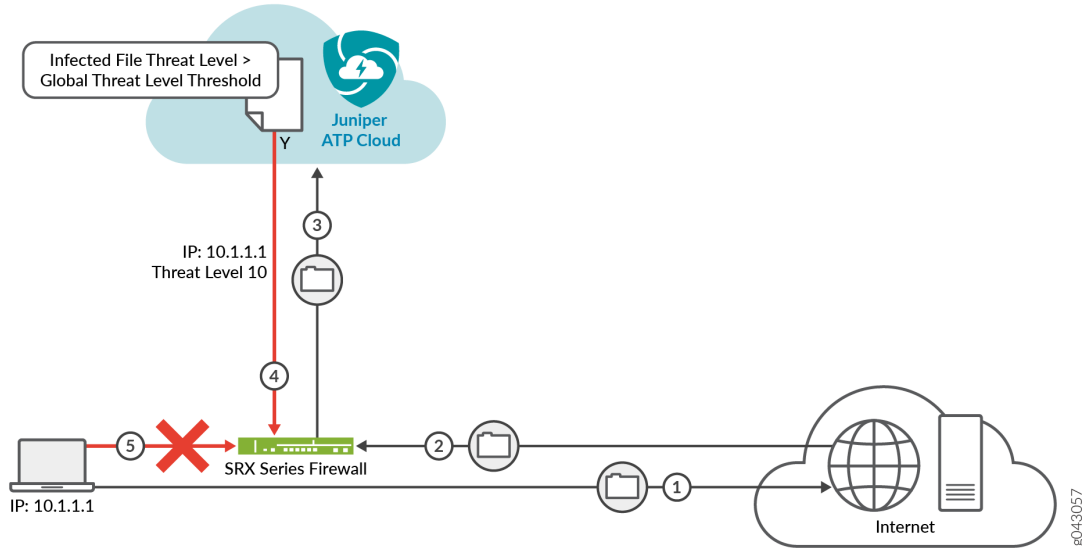 Infected File Threat Level >
Global Threat Level Threshold
Juniper
ATP Cloud
Y
3
IP: 10.1.1.1
Threat Level 10
4
5
2
SRX Series Firewall
1
IP: 10.1.1.1
Internet
g043057